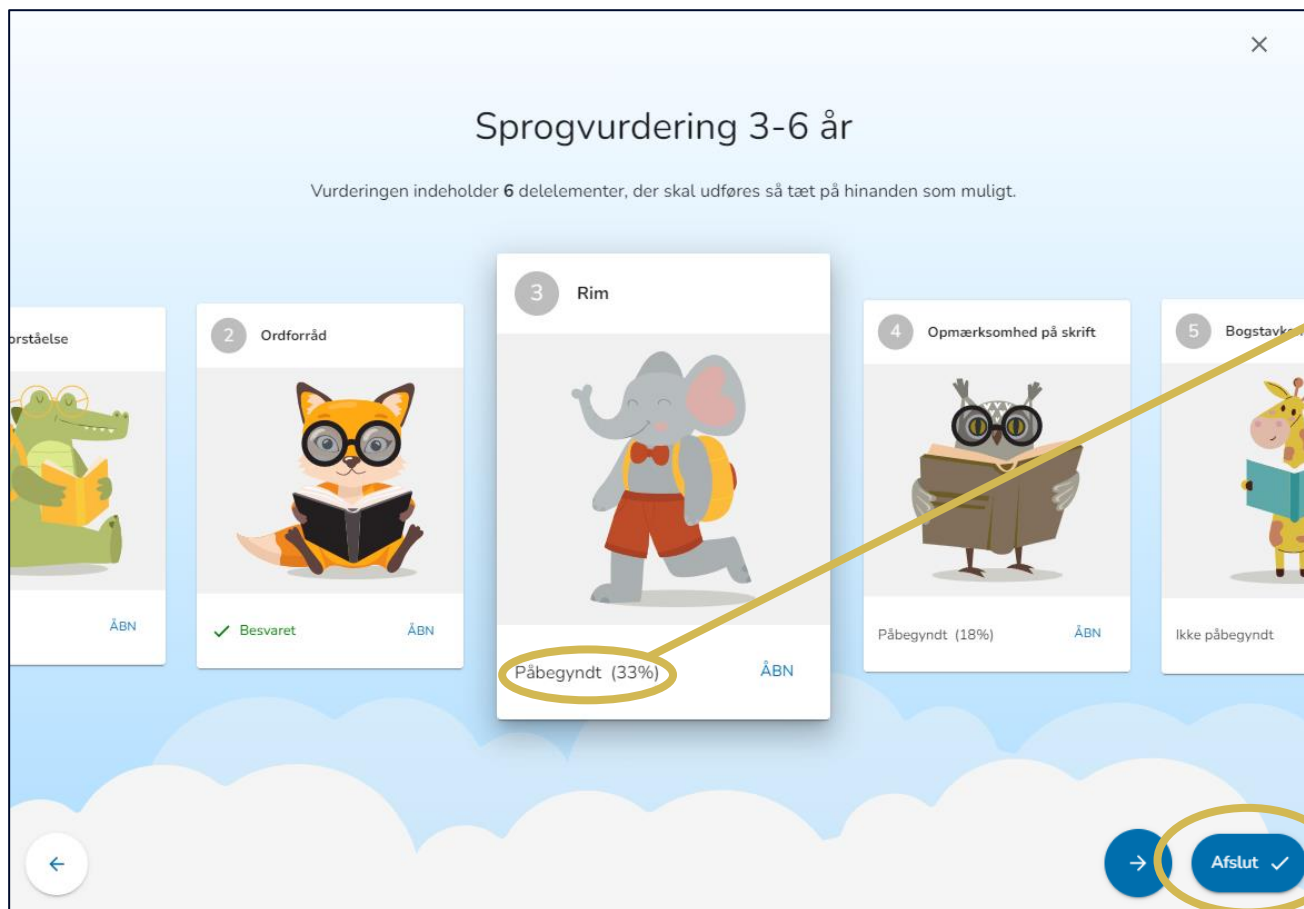 Sprogvurdering 3-6 år
Vurderingen indeholder 6 delelementer, der skal udføres så tæt på hinanden som muligt.
ÅBN
2 Ordforråd
✓ Besvaret ÅBN
3 Rim
Påbegyndt (33%) ÅBN
4 Opmærksomhed på skrift
Påbegyndt (18%) ÅBN
5
Ikke påbegyndt
Afslut ✓